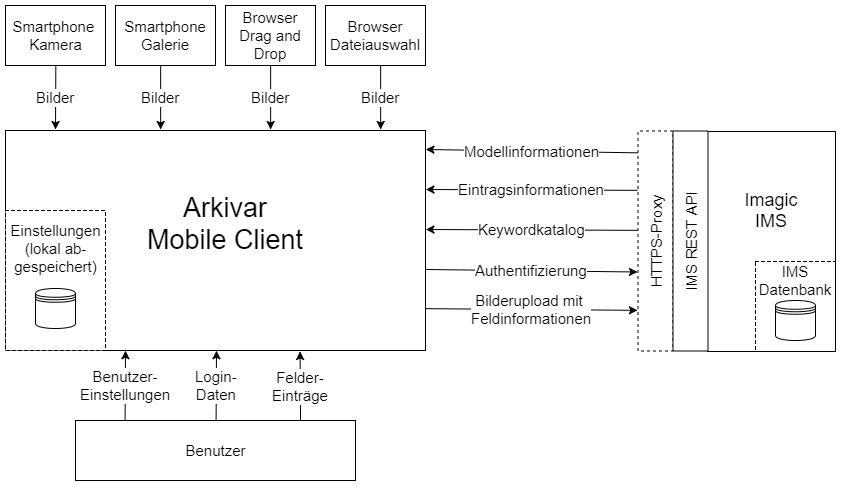 Smartphone
Kamera
Smartphone
Galerie
Browser
Drag and
Drop
Browser
Dateiauswahl
Bilder
Bilder
Bilder
Bilder
Arkivar
Mobile Client
Einstellungen
(lokal ab-
gespeichert)
Modellinformationen
Eintragsinformationen
Keywordkatalog
Authentifizierung
Bilderupload mit
Feldinformationen
HTTPS-Proxy
IMS REST API
Imagic
IMS
IMS
Datenbank
Benutzer-
Einstellungen
Login-
Daten
Felder-
Einträge
Benutzer